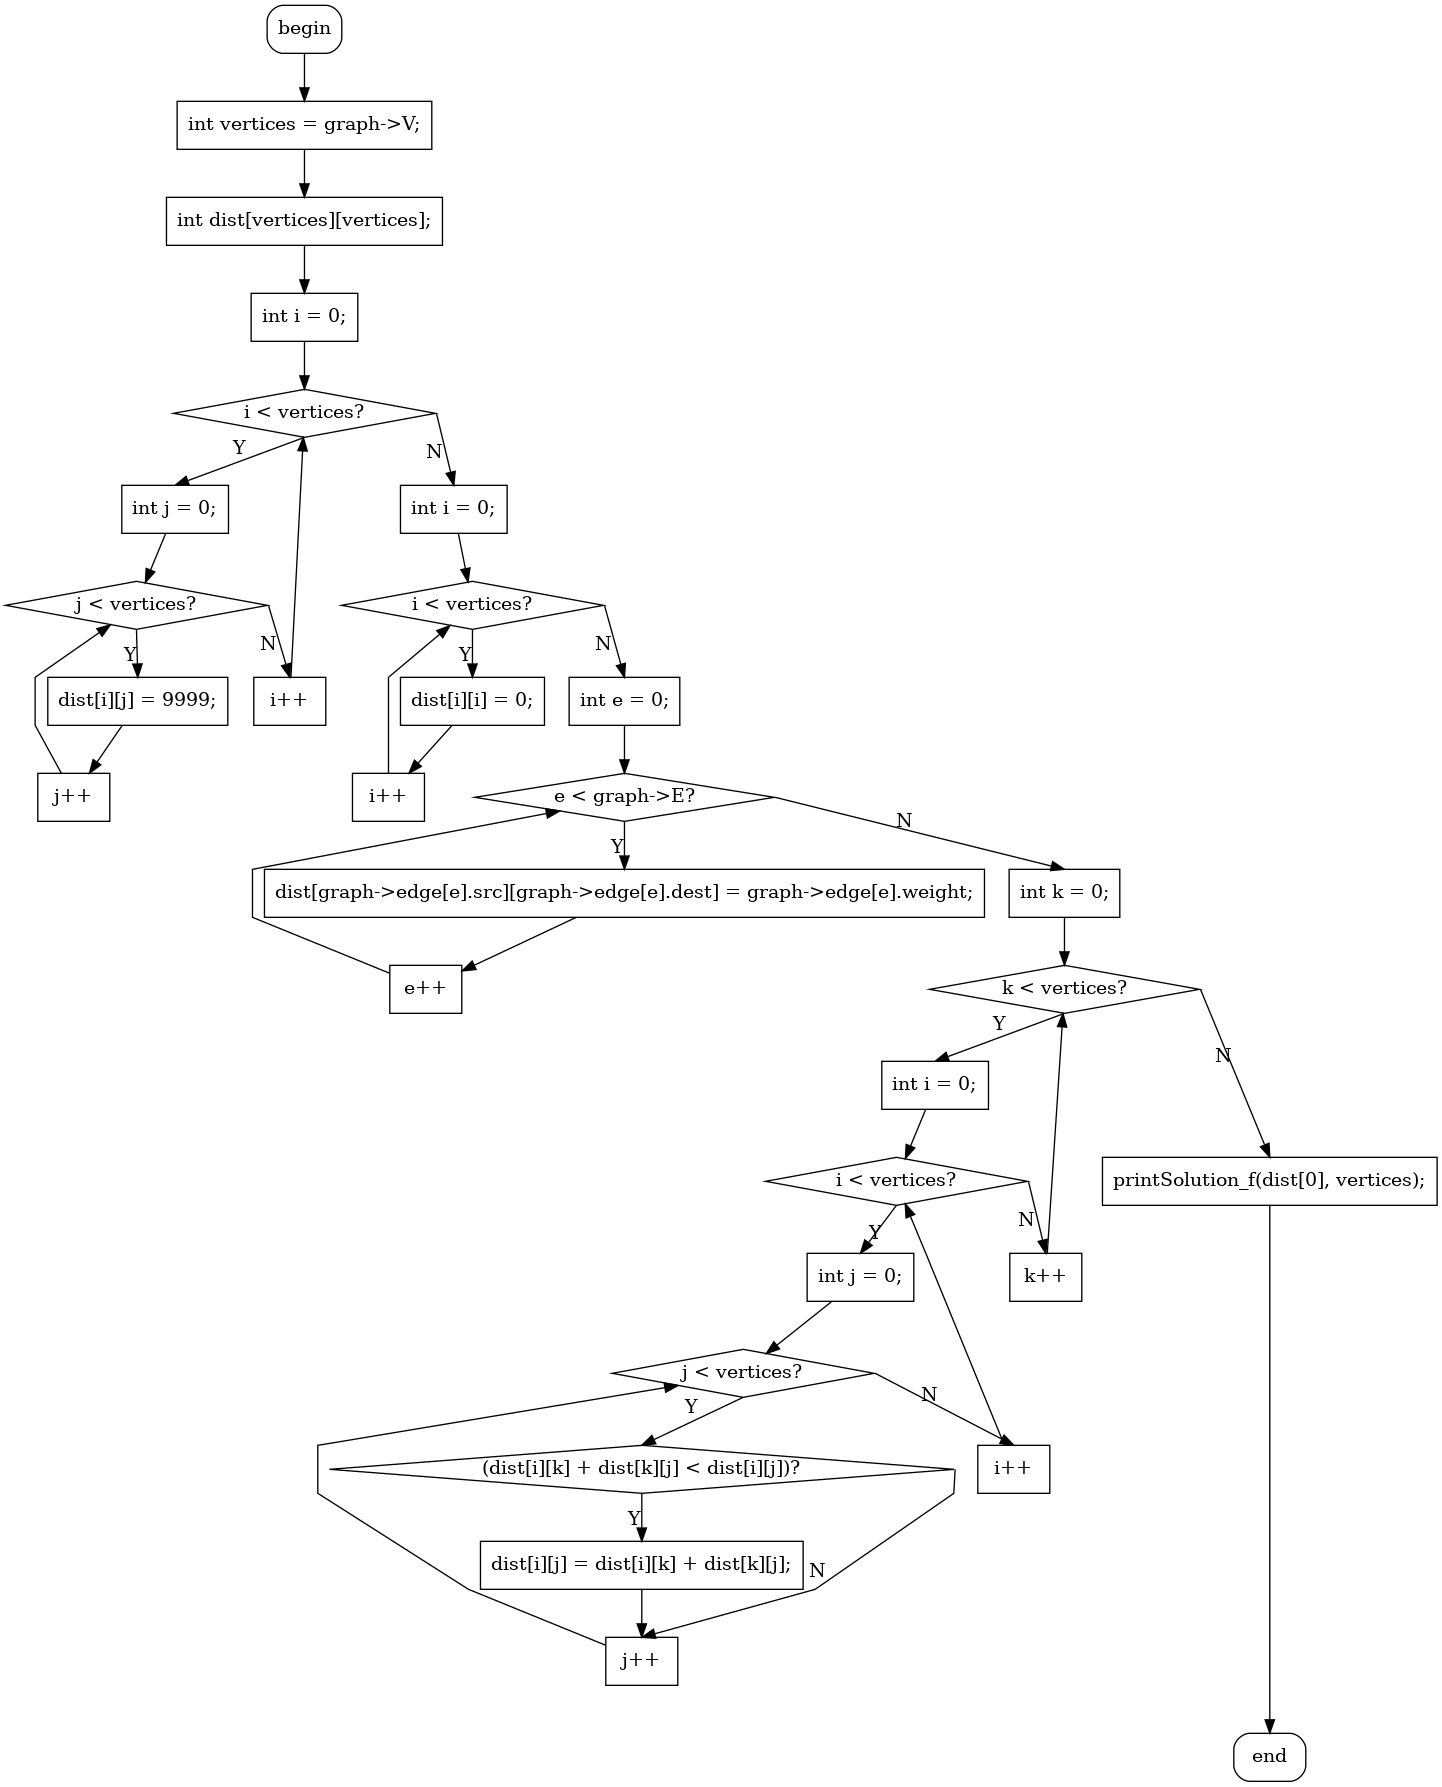 begin
int vertices = graph->V;
int dist[vertices][vertices];
int i = 0;
i < vertices?
Y
N
int j = 0;
int i = 0;
j < vertices?
i < vertices?
Y
N
Y
N
dist[i][j] = 9999;
i++
dist[i][i] = 0;
int e = 0;
j++
i++
e < graph->E?
N
Y
dist[graph->edge[e].src][graph->edge[e].dest] = graph->edge[e].weight;
int k = 0;
e++
k < vertices?
Y
N
int i = 0;
i < vertices?
printSolution_f(dist[0], vertices);
Y
N
int j = 0;
k++
j < vertices?
Y
N
(dist[i][k] + dist[k][j] < dist[i][j])?
i++
Y
dist[i][j] = dist[i][k] + dist[k][j];
N
j++
end